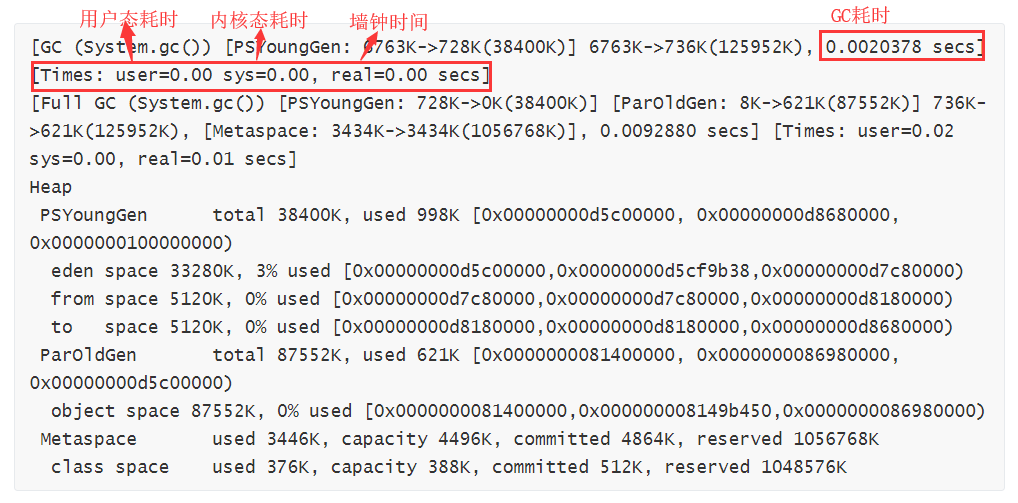 用户态耗时 内核态耗时 墙钟时间 GC耗时
[GC (System.gc()) [PSYoungGen: 6763K->728K(38400K)] 6763K->736K(125952K), 0.0020378 secs]
[Times: user=0.00 sys=0.00, real=0.00 secs]
[Full GC (System.gc()) [PSYoungGen: 728K->0K(38400K)] [ParOldGen: 8K->621K(87552K)] 736K-
>621K(125952K), [Metaspace: 3434K->3434K(1056768K)], 0.0092880 secs] [Times: user=0.02
sys=0.00, real=0.01 secs]
Heap
PSYoungGen total 38400K, used 998K [0x00000000d5c00000, 0x00000000d8680000,
0x0000000100000000)
eden space 33280K, 3% used [0x00000000d5c00000,0x00000000d5cf9b38,0x00000000d7c80000)
from space 5120K, 0% used [0x00000000d7c80000,0x00000000d7c80000,0x00000000d8180000)
to space 5120K, 0% used [0x00000000d8180000,0x00000000d8180000,0x00000000d8680000)
ParOldGen total 87552K, used 621K [0x0000000081400000, 0x0000000086980000,
0x00000000d5c00000)
object space 87552K, 0% used [0x0000000081400000,0x000000008149b450,0x0000000086980000)
Metaspace used 3446K, capacity 4496K, committed 4864K, reserved 1056768K
class space used 376K, capacity 388K, committed 512K, reserved 1048576K